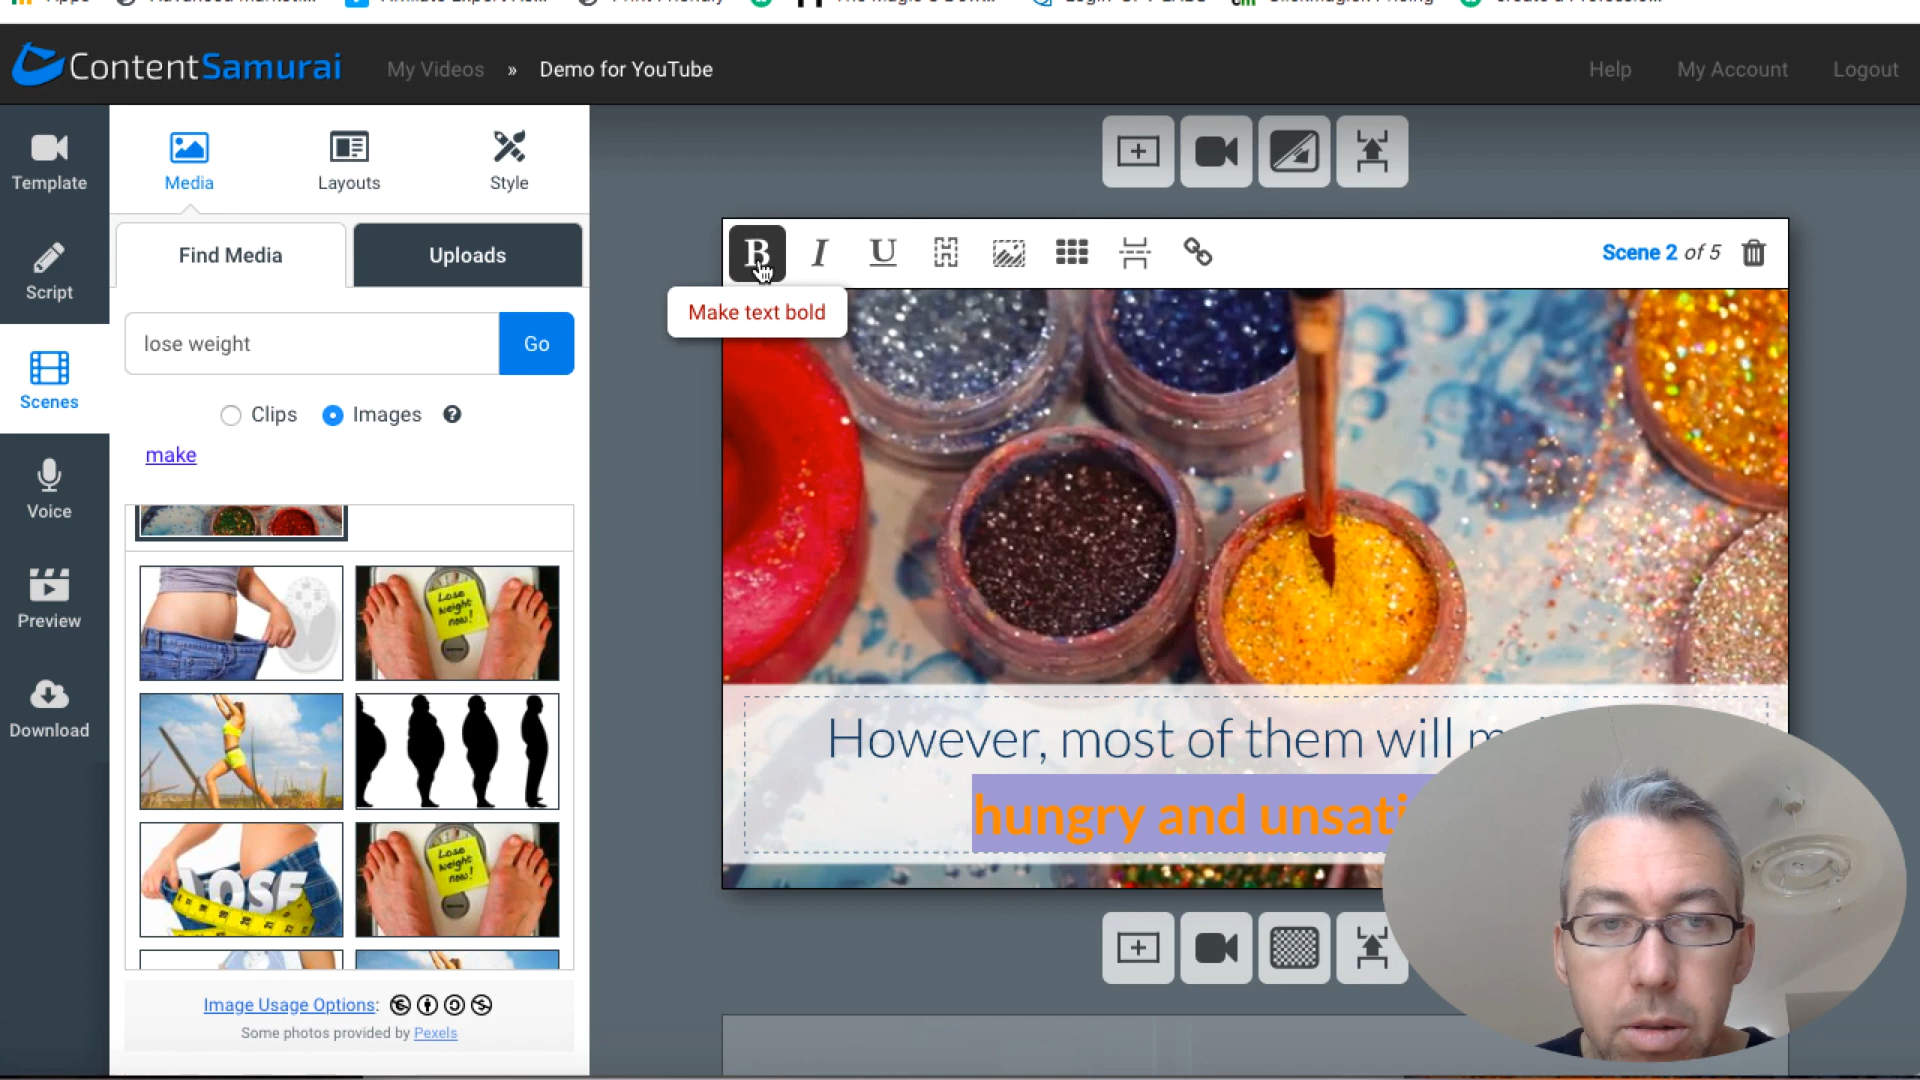 ContentSamurai My Videos » Demo for YouTube Help My Account Logout
Template
Script
Scenes
Voice
Preview
Download
Media Layouts Style
Find Media Uploads
lose weight Go
Clips Images ?
make
Lose weight now!
LOSE
Lose weight now!
Image Usage Options:
Some photos provided by Pexels
B I U H Scene 2 of 5
Make text bold
However, most of them will
hungry and